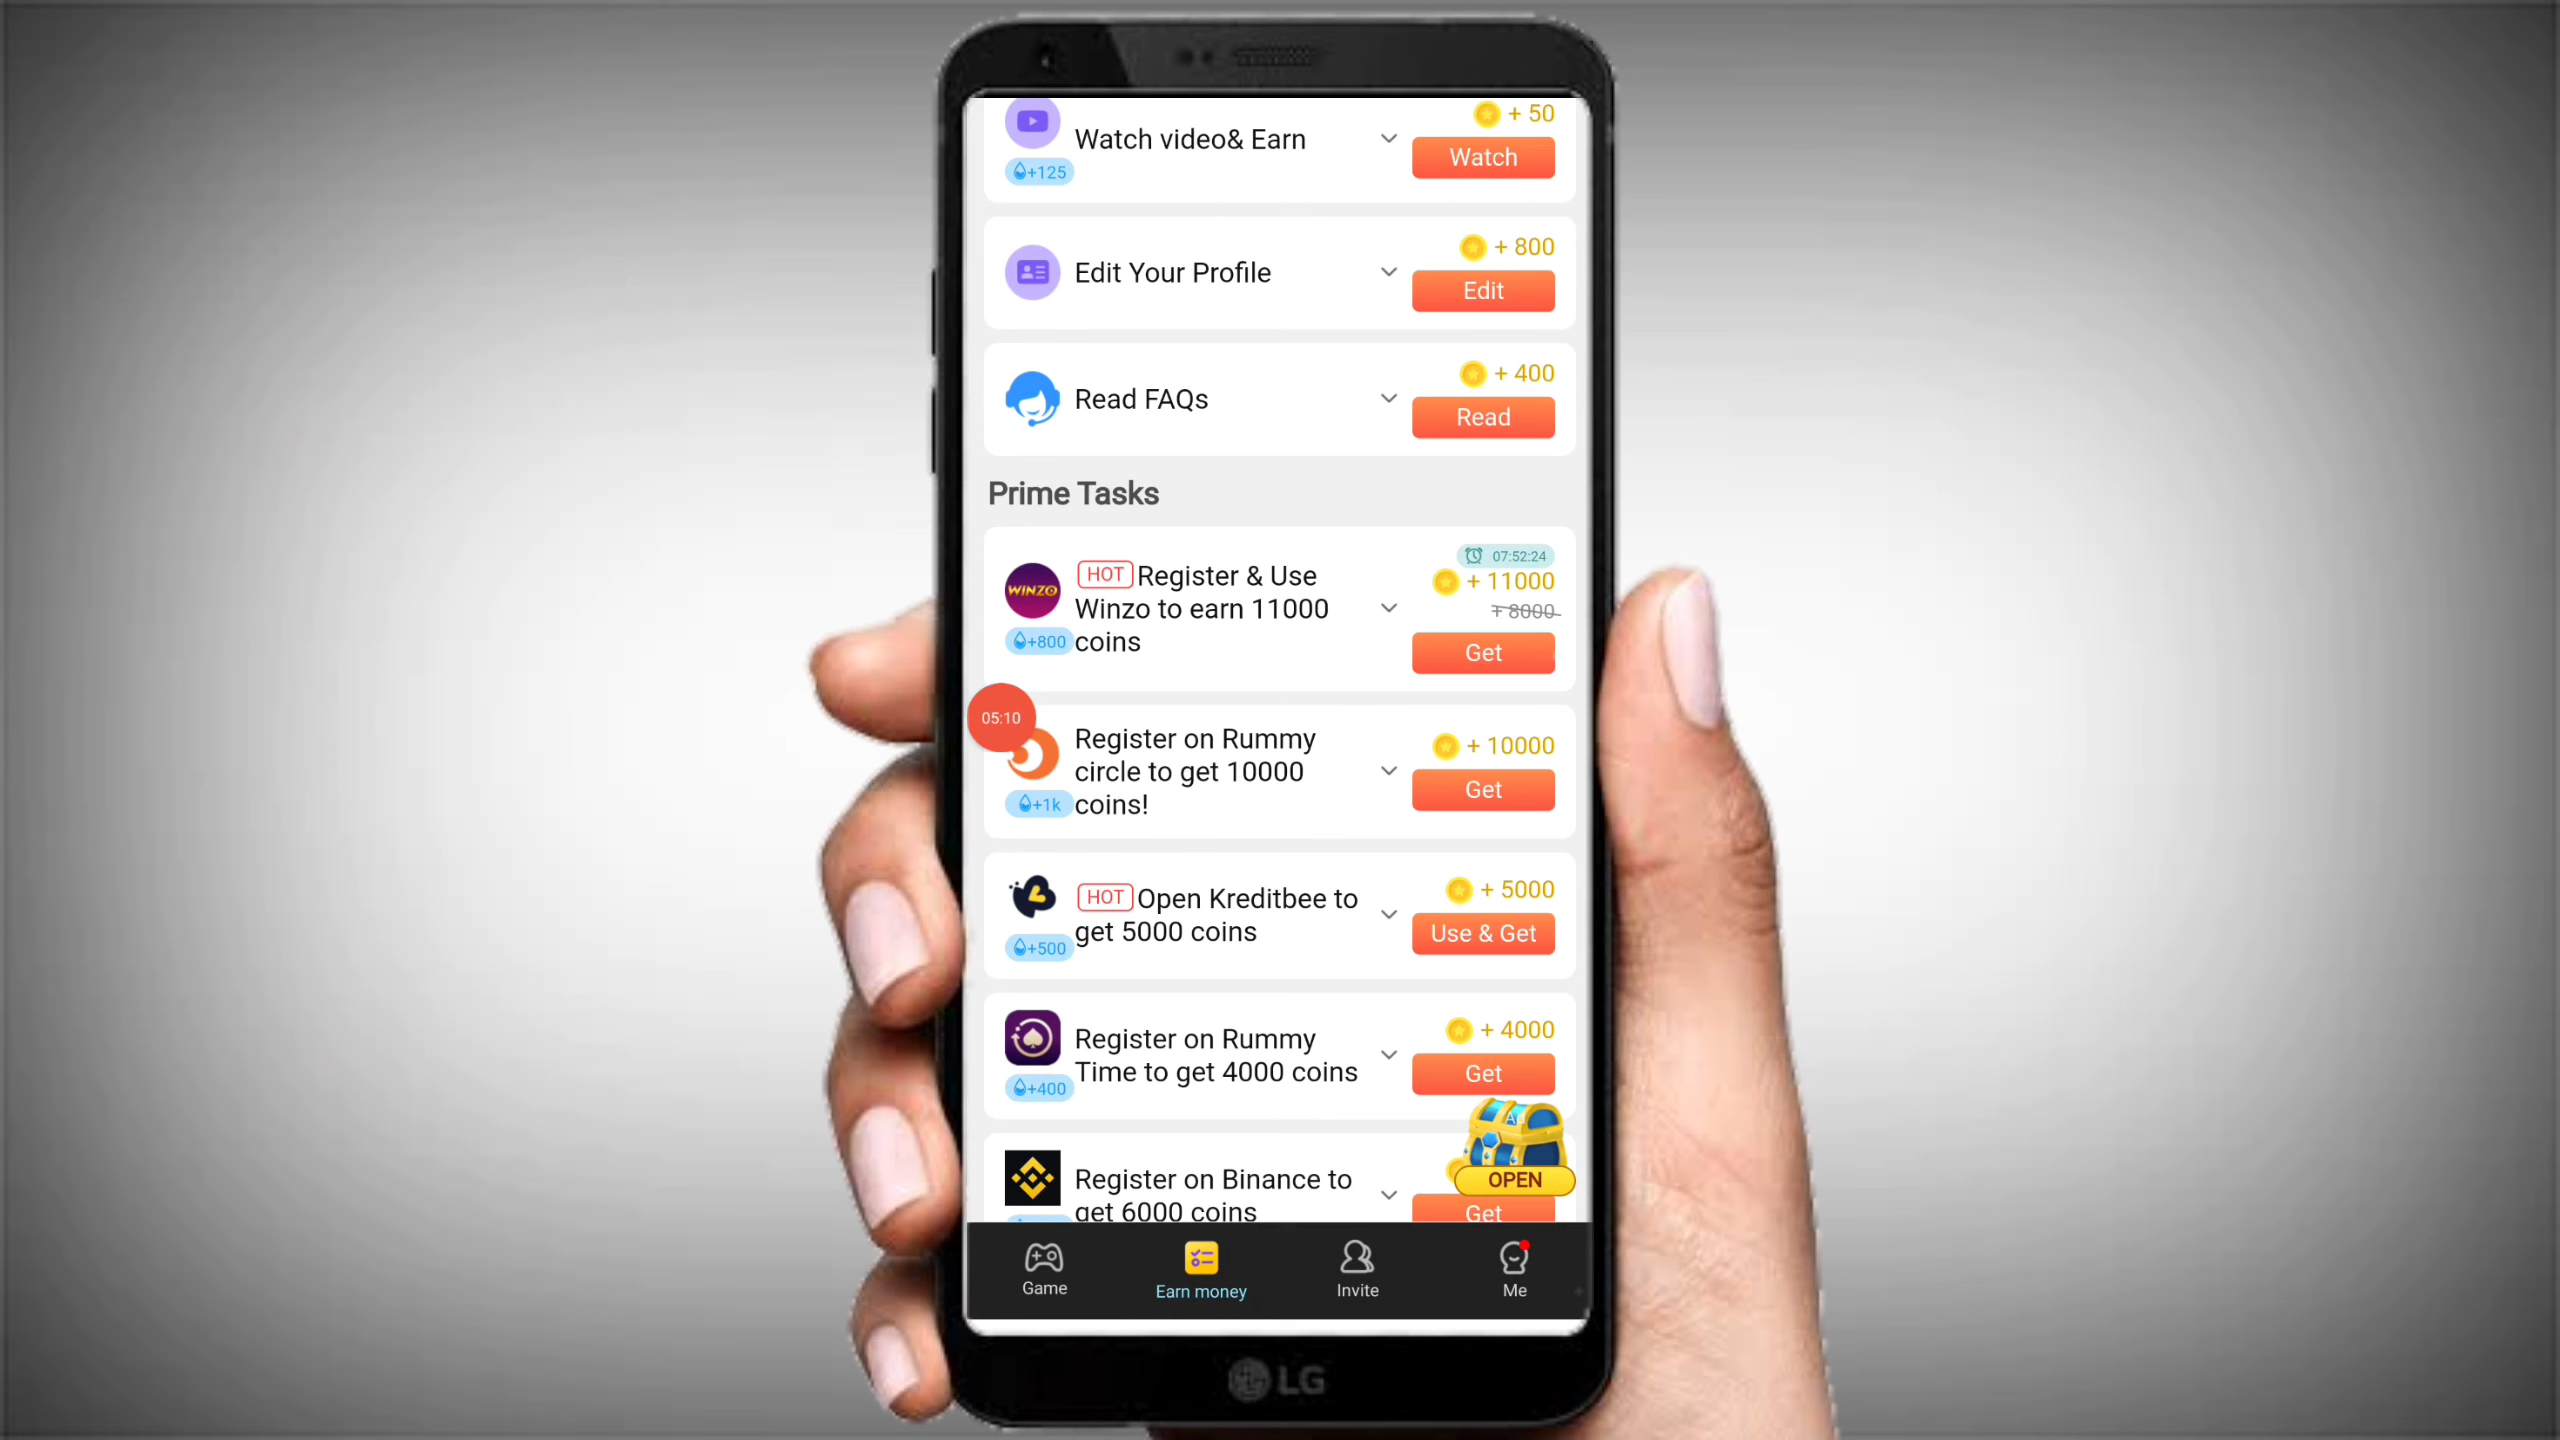 + 50
Watch video& Earn
Watch
+125
+ 800
Edit Your Profile
Edit
+ 400
Read FAQs
Read
Prime Tasks
07:52:24
HOT Register & Use
+ 11000
WINZO
Winzo to earn 11000
+ 8000
+800
coins
Get
05:10
Register on Rummy
+ 10000
circle to get 10000
Get
+1k
coins!
+ 5000
HOT Open Kreditbee to
get 5000 coins
Use & Get
+500
+ 4000
Register on Rummy
Time to get 4000 coins
Get
+400
Register on Binance to
OPEN
get 6000 coins
Get
Game
Earn money
Invite
Me
LG